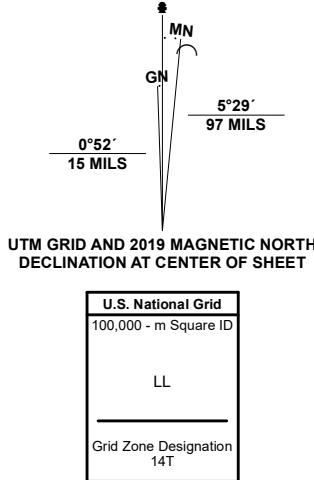 MN
GN
5°29´
97 MILS
0°52´
15 MILS
UTM GRID AND 2019 MAGNETIC NORTH
DECLINATION AT CENTER OF SHEET
U.S. National Grid
100,000 - m Square ID
LL
Grid Zone Designation
14T